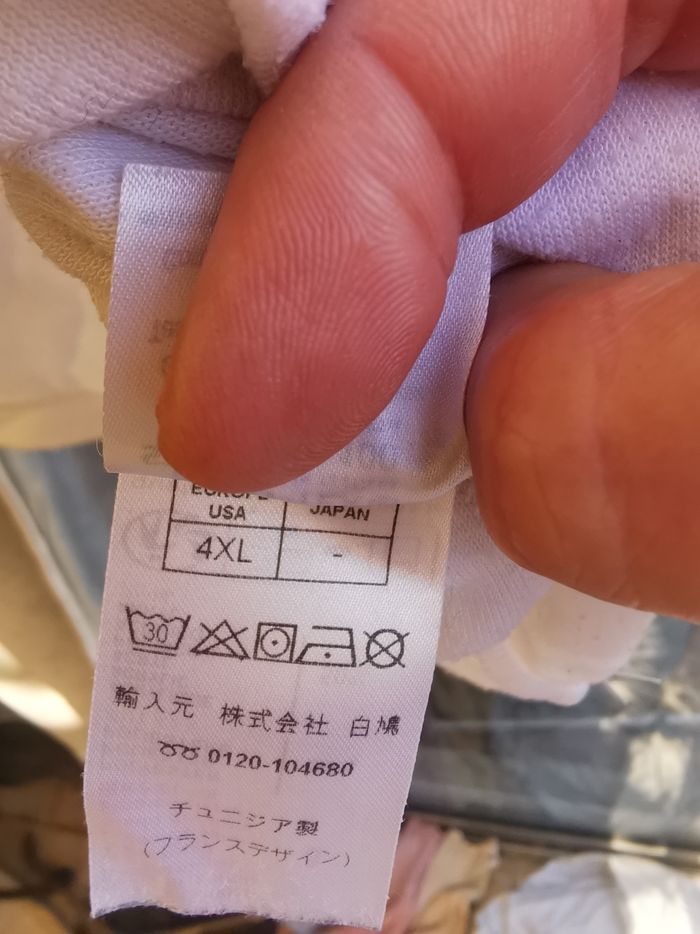 EUROPE JAPAN
USA
4XL -
30
輸入元 株式会社 白鳩
0120-104680
チュニジア製
(フランスデザイン)